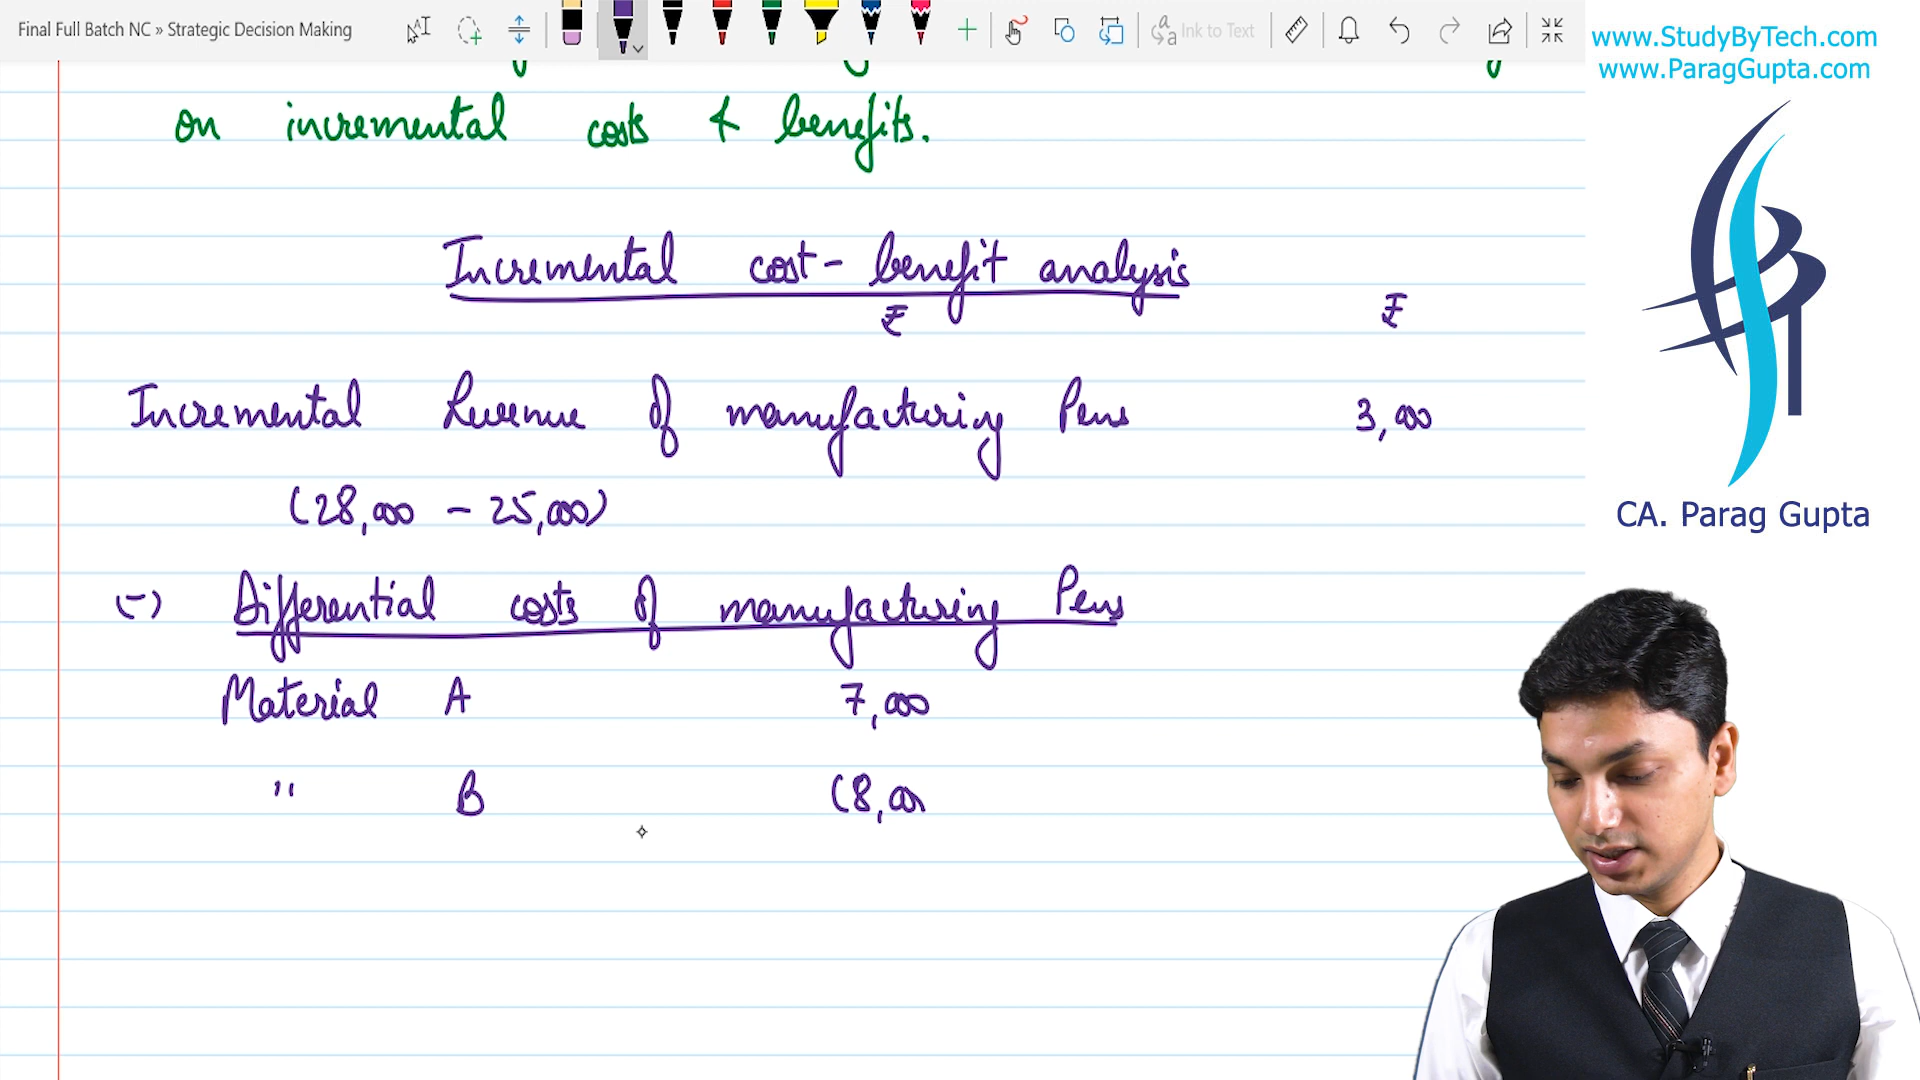 Final Full Batch NC » Strategic Decision Making
Ink to Text
www.StudyByTech.com
www.ParagGupta.com
on incremental costs & benefits.
Incremental cost - benefit analysis
₹ ₹
Incremental Revenue of manufacturing Pens 3,000
(28,000 - 25,000)
(-) Differential costs of manufacturing Pens
Material A 7,000
" B (8,000
CA. Parag Gupta